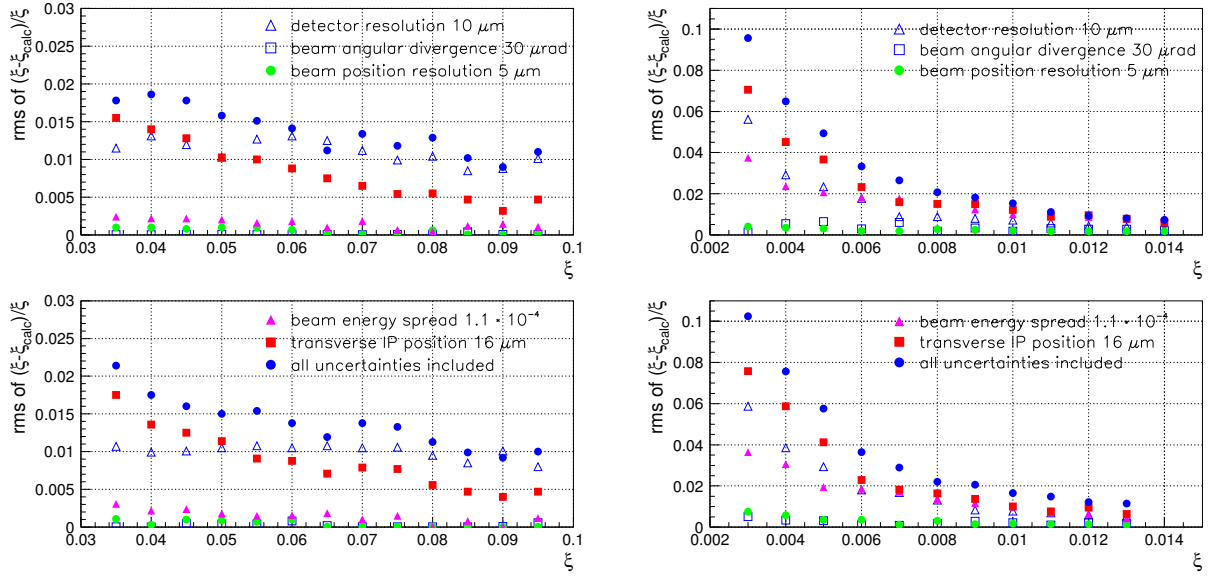 rms of (ξ-ξcalc)/ξ
0.03
0.025
0.02
0.015
0.01
0.005
0
detector resolution 10 μm
beam angular divergence 30 μrad
beam position resolution 5 μm
0.03 0.04 0.05 0.06 0.07 0.08 0.09 0.1
ξ
rms of (ξ-ξcalc)/ξ
0.1
0.08
0.06
0.04
0.02
0
detector resolution 10 μm
beam angular divergence 30 μrad
beam position resolution 5 μm
0.002 0.004 0.006 0.008 0.01 0.012 0.014
ξ
rms of (ξ-ξcalc)/ξ
0.03
0.025
0.02
0.015
0.01
0.005
0
beam energy spread 1.1 • 10⁻⁴
transverse IP position 16 μm
all uncertainties included
0.03 0.04 0.05 0.06 0.07 0.08 0.09 0.1
ξ
rms of (ξ-ξcalc)/ξ
0.1
0.08
0.06
0.04
0.02
0
beam energy spread 1.1 • 10⁻⁴
transverse IP position 16 μm
all uncertainties included
0.002 0.004 0.006 0.008 0.01 0.012 0.014
ξ